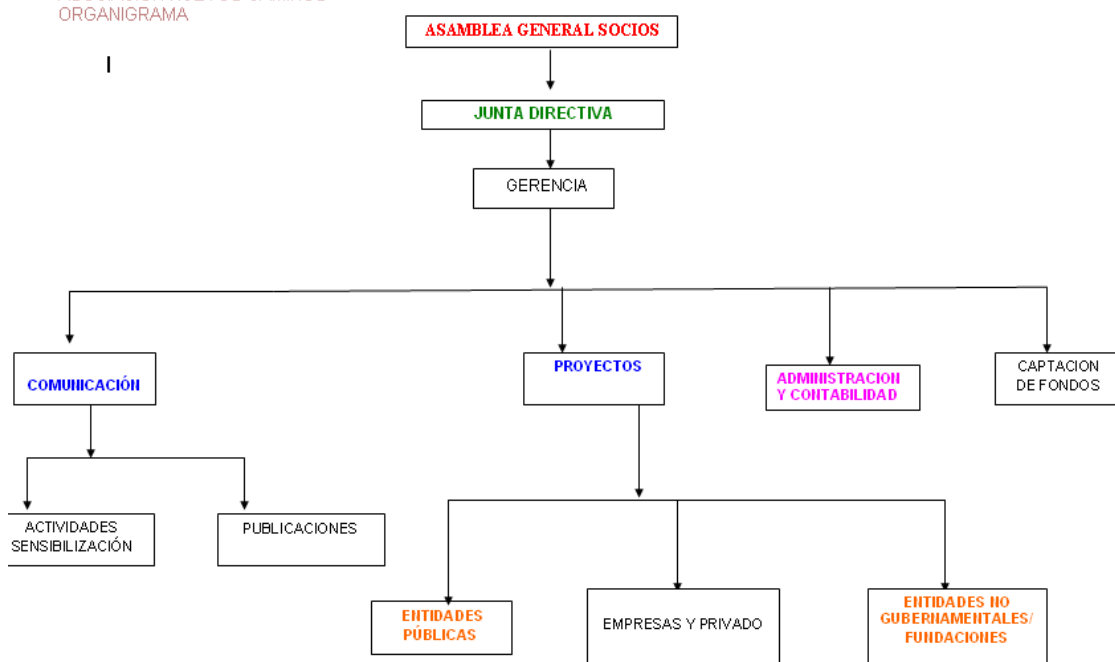 ORGANIGRAMA
ASAMBLEA GENERAL SOCIOS
JUNTA DIRECTIVA
GERENCIA
COMUNICACIÓN
PROYECTOS
ADMINISTRACION
Y CONTABILIDAD
CAPTACION
DE FONDOS
ACTIVIDADES
SENSIBILIZACIÓN
PUBLICACIONES
ENTIDADES
PÚBLICAS
EMPRESAS Y PRIVADO
ENTIDADES NO
GUBERNAMENTALES/
FUNDACIONES